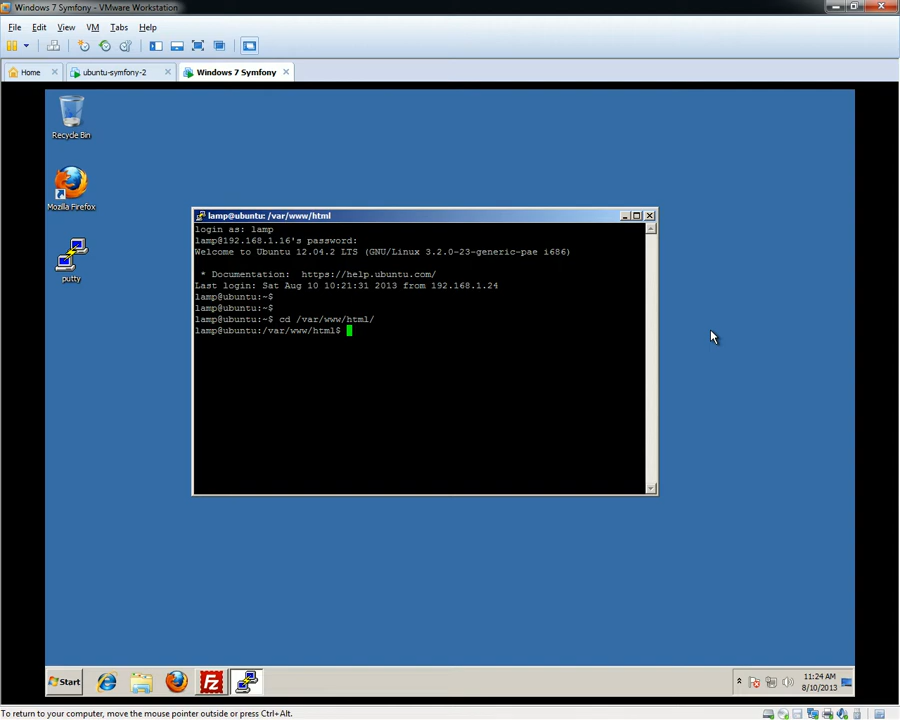 Windows 7 Symfony - VMware Workstation
File Edit View VM Tabs Help
Home ubuntu-symfony-2 Windows 7 Symfony
Recycle Bin
Mozilla Firefox
putty
lamp@ubuntu: /var/www/html
login as: lamp
lamp@192.168.1.16's password:
Welcome to Ubuntu 12.04.2 LTS (GNU/Linux 3.2.0-23-generic-pae i686)
* Documentation: https://help.ubuntu.com/
Last login: Sat Aug 10 10:21:31 2013 from 192.168.1.24
lamp@ubuntu:~$
lamp@ubuntu:~$
lamp@ubuntu:~$ cd /var/www/html/
lamp@ubuntu:/var/www/html$
Start
11:24 AM
8/10/2013
To return to your computer, move the mouse pointer outside or press Ctrl+Alt.